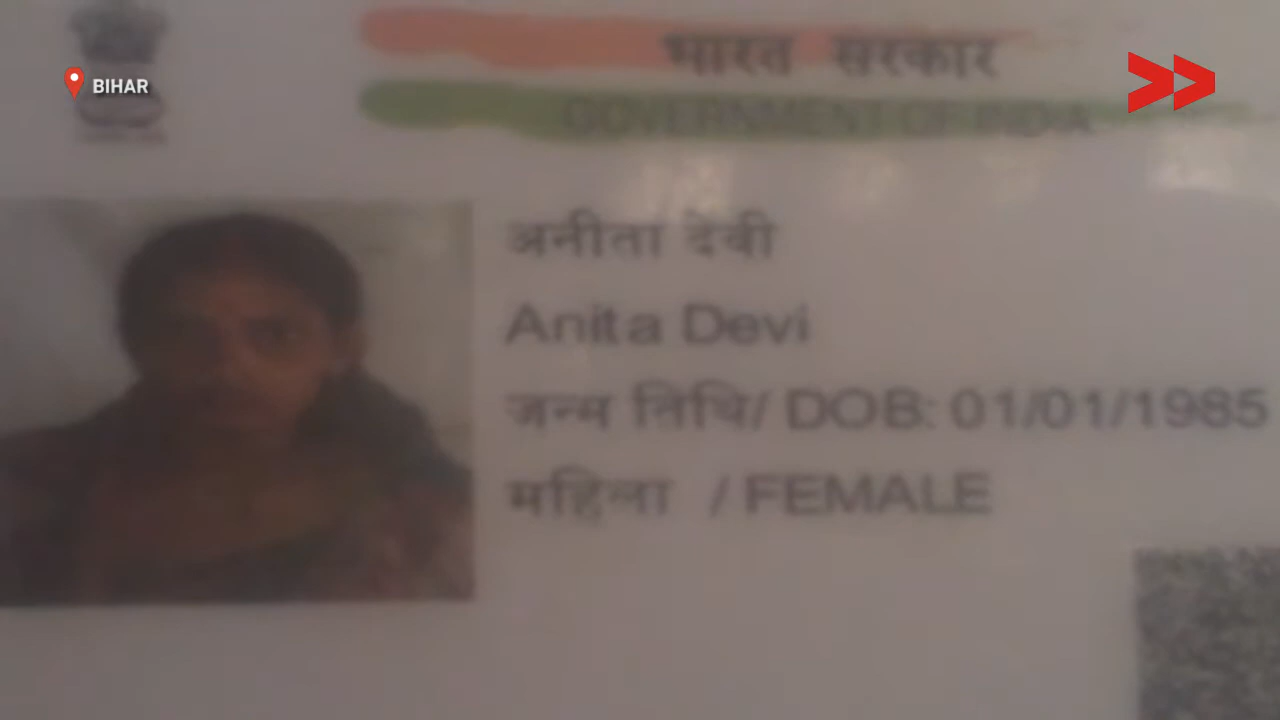 BIHAR
भारत सरकार
GOVERNMENT OF INDIA
अनीता देवी
Anita Devi
जन्म तिथि/ DOB: 01/01/1985
महिला / FEMALE